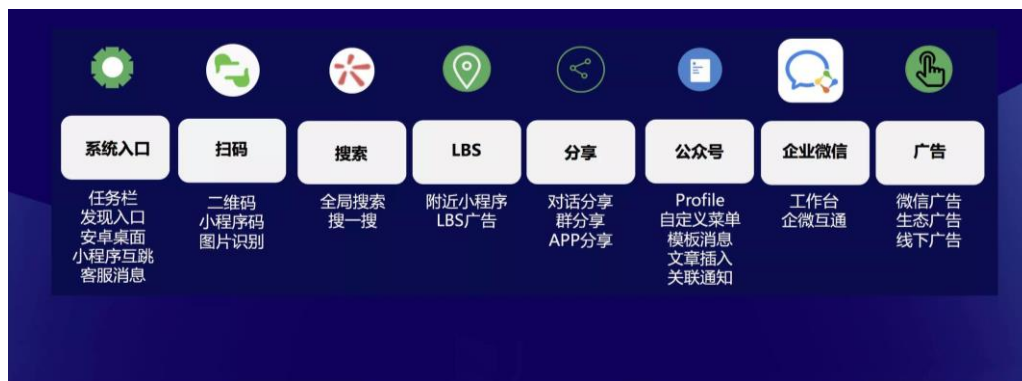 系统入口
任务栏
发现入口
安卓桌面
小程序互跳
客服消息
扫码
二维码
小程序码
图片识别
搜索
全局搜索
搜一搜
LBS
附近小程序
LBS广告
分享
对话分享
群分享
APP分享
公众号
Profile
自定义菜单
模板消息
文章插入
关联通知
企业微信
工作台
企微互通
广告
微信广告
生态广告
线下广告